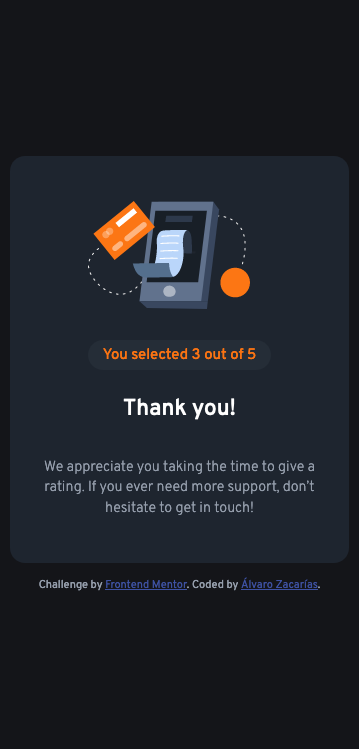 You selected 3 out of 5
Thank you!
We appreciate you taking the time to give a
rating. If you ever need more support, don't
hesitate to get in touch!
Challenge by Frontend Mentor. Coded by Álvaro Zacarías.